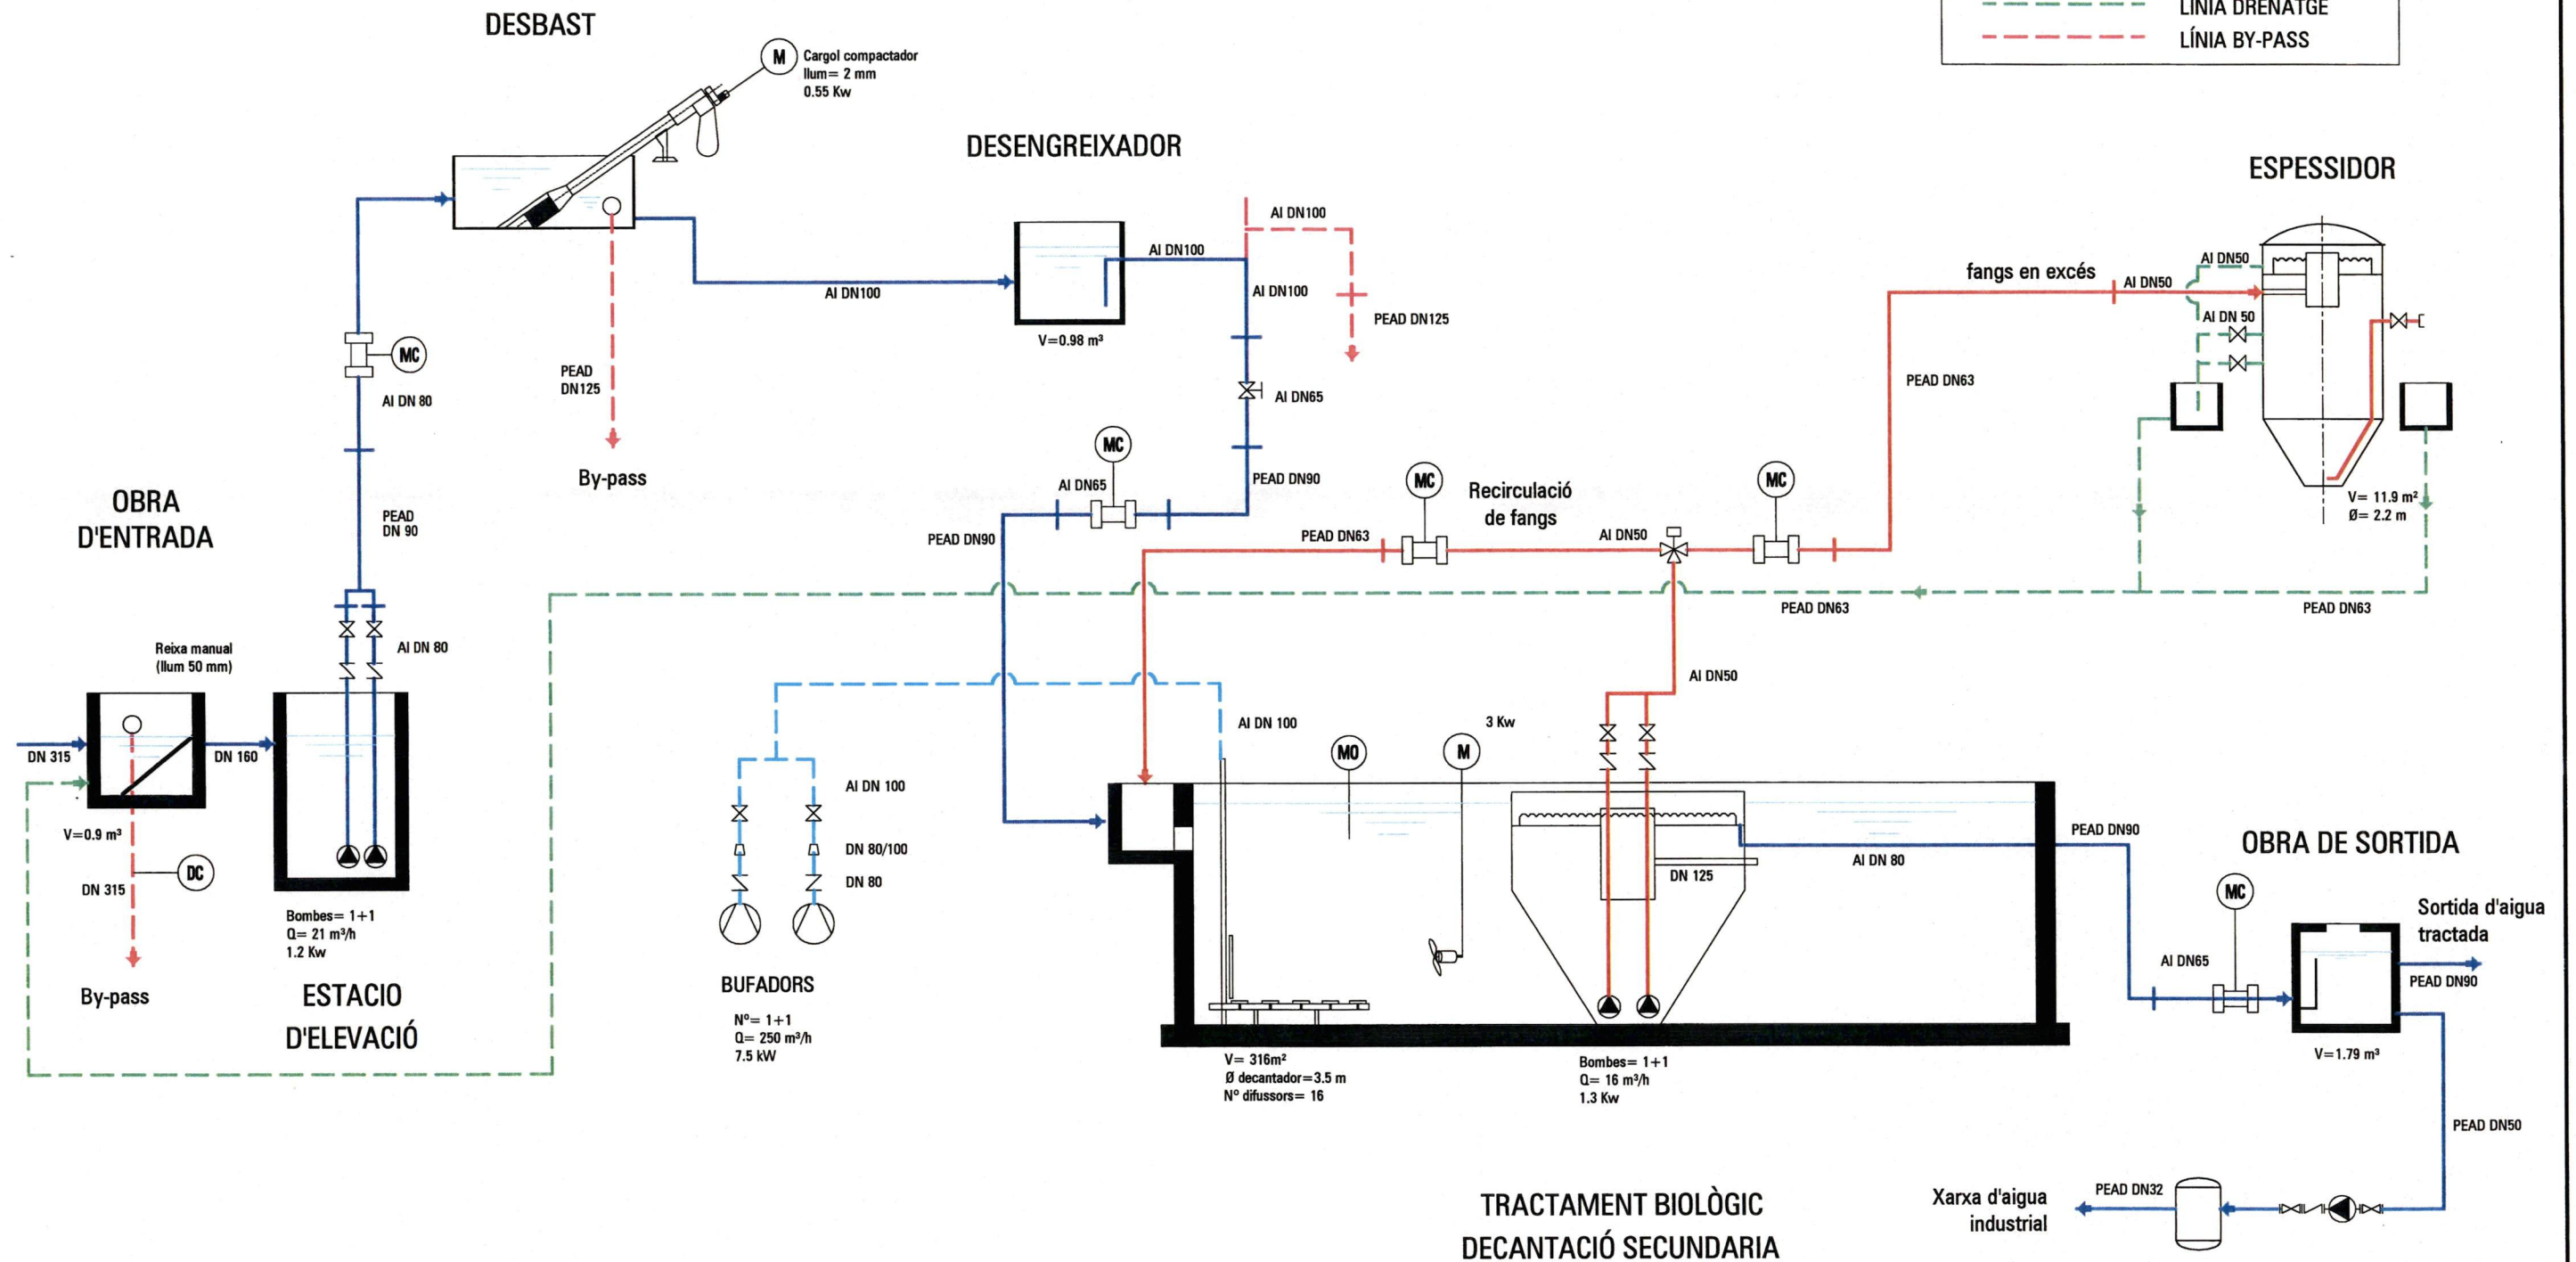 DESBAST
M
Cargol compactador
llum= 2 mm
0.55 Kw
LÍNIA DRENATGE
LÍNIA BY-PASS
DESENGREIXADOR
ESPESSIDOR
AI DN100
AI DN100
AI DN100
AI DN100
PEAD DN125
V=0.98 m³
fangs en excés
AI DN50
AI DN50
AI DN 50
MC
AI DN 80
PEAD
DN125
By-pass
AI DN65
MC
AI DN65
PEAD DN90
PEAD DN90
PEAD DN63
V= 11.9 m²
Ø= 2.2 m
OBRA
D'ENTRADA
PEAD
DN 90
MC
Recirculació
de fangs
MC
PEAD DN63
AI DN50
PEAD DN63
PEAD DN63
Reixa manual
(llum 50 mm)
AI DN 80
AI DN50
DN 315
DN 160
V=0.9 m³
DN 315
DC
By-pass
Bombes= 1+1
Q= 21 m³/h
1.2 Kw
ESTACIO
D'ELEVACIÓ
AI DN 100
AI DN 100
DN 80/100
DN 80
BUFADORS
Nº= 1+1
Q= 250 m³/h
7.5 kW
MO
M
3 Kw
DN 125
AI DN 80
PEAD DN90
V= 316m²
Ø decantador=3.5 m
Nº difussors= 16
Bombes= 1+1
Q= 16 m³/h
1.3 Kw
OBRA DE SORTIDA
MC
AI DN65
Sortida d'aigua
tractada
PEAD DN90
V=1.79 m³
PEAD DN50
TRACTAMENT BIOLÒGIC
DECANTACIÓ SECUNDARIA
Xarxa d'aigua
industrial
PEAD DN32